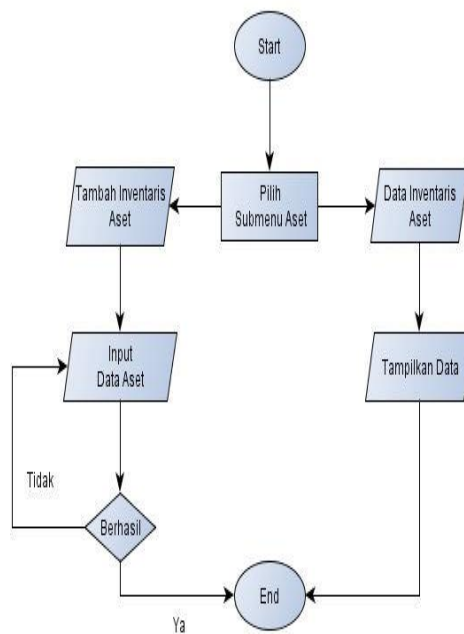 Start
Tambah Inventaris
Aset
Pilih
Submenu Aset
Data Inventaris
Aset
Input
Data Aset
Tampilkan Data
Tidak
Berhasil
Ya
End